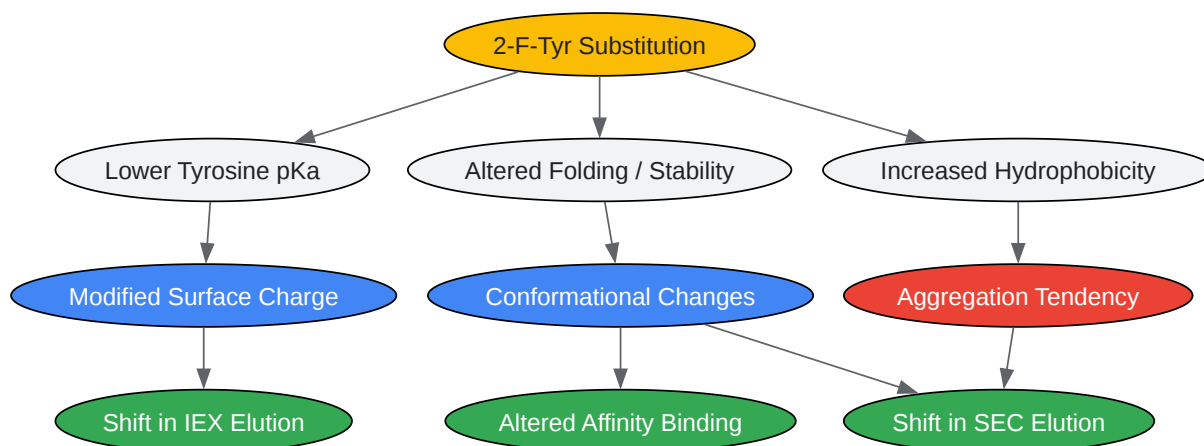 2-F-Tyr Substitution
Lower Tyrosine pKa
Altered Folding / Stability
Increased Hydrophobicity
Modified Surface Charge
Conformational Changes
Aggregation Tendency
Shift in IEX Elution
Altered Affinity Binding
Shift in SEC Elution